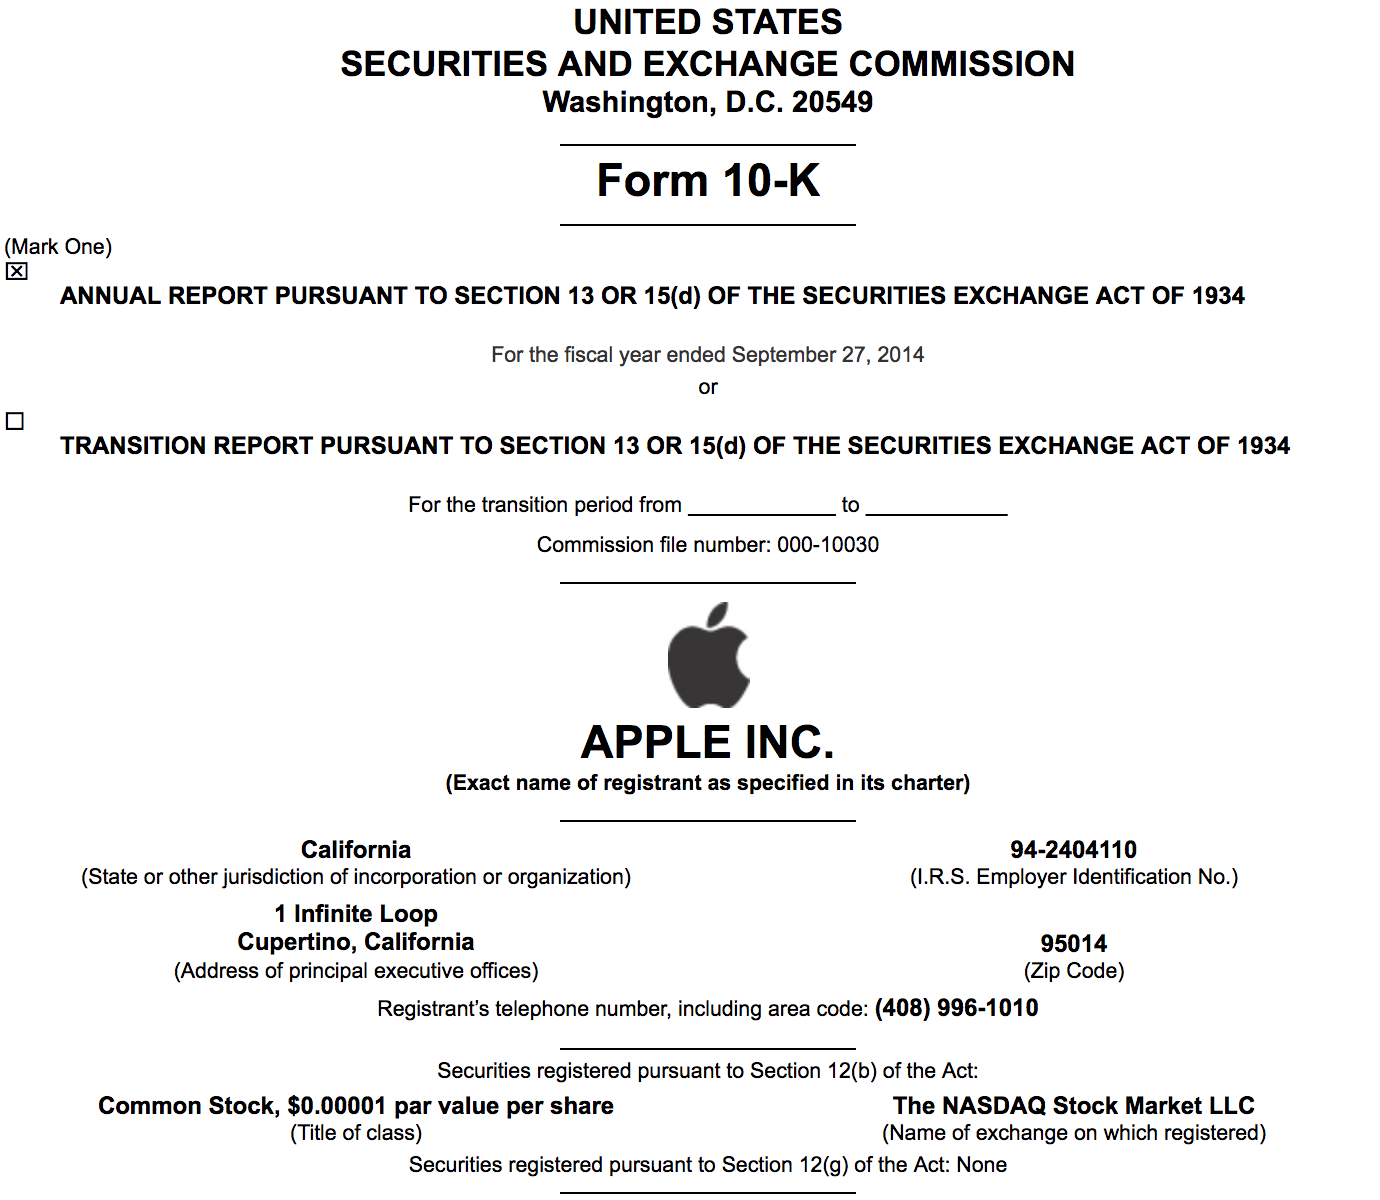 UNITED STATES
SECURITIES AND EXCHANGE COMMISSION
Washington, D.C. 20549
Form 10-K
(Mark One)
☒
ANNUAL REPORT PURSUANT TO SECTION 13 OR 15(d) OF THE SECURITIES EXCHANGE ACT OF 1934
For the fiscal year ended September 27, 2014
or
☐
TRANSITION REPORT PURSUANT TO SECTION 13 OR 15(d) OF THE SECURITIES EXCHANGE ACT OF 1934
For the transition period from ____________ to ____________
Commission file number: 000-10030
APPLE INC.
(Exact name of registrant as specified in its charter)
California 94-2404110
(State or other jurisdiction of incorporation or organization) (I.R.S. Employer Identification No.)
1 Infinite Loop
Cupertino, California 95014
(Address of principal executive offices) (Zip Code)
Registrant’s telephone number, including area code: (408) 996-1010
Securities registered pursuant to Section 12(b) of the Act:
Common Stock, $0.00001 par value per share The NASDAQ Stock Market LLC
(Title of class) (Name of exchange on which registered)
Securities registered pursuant to Section 12(g) of the Act: None